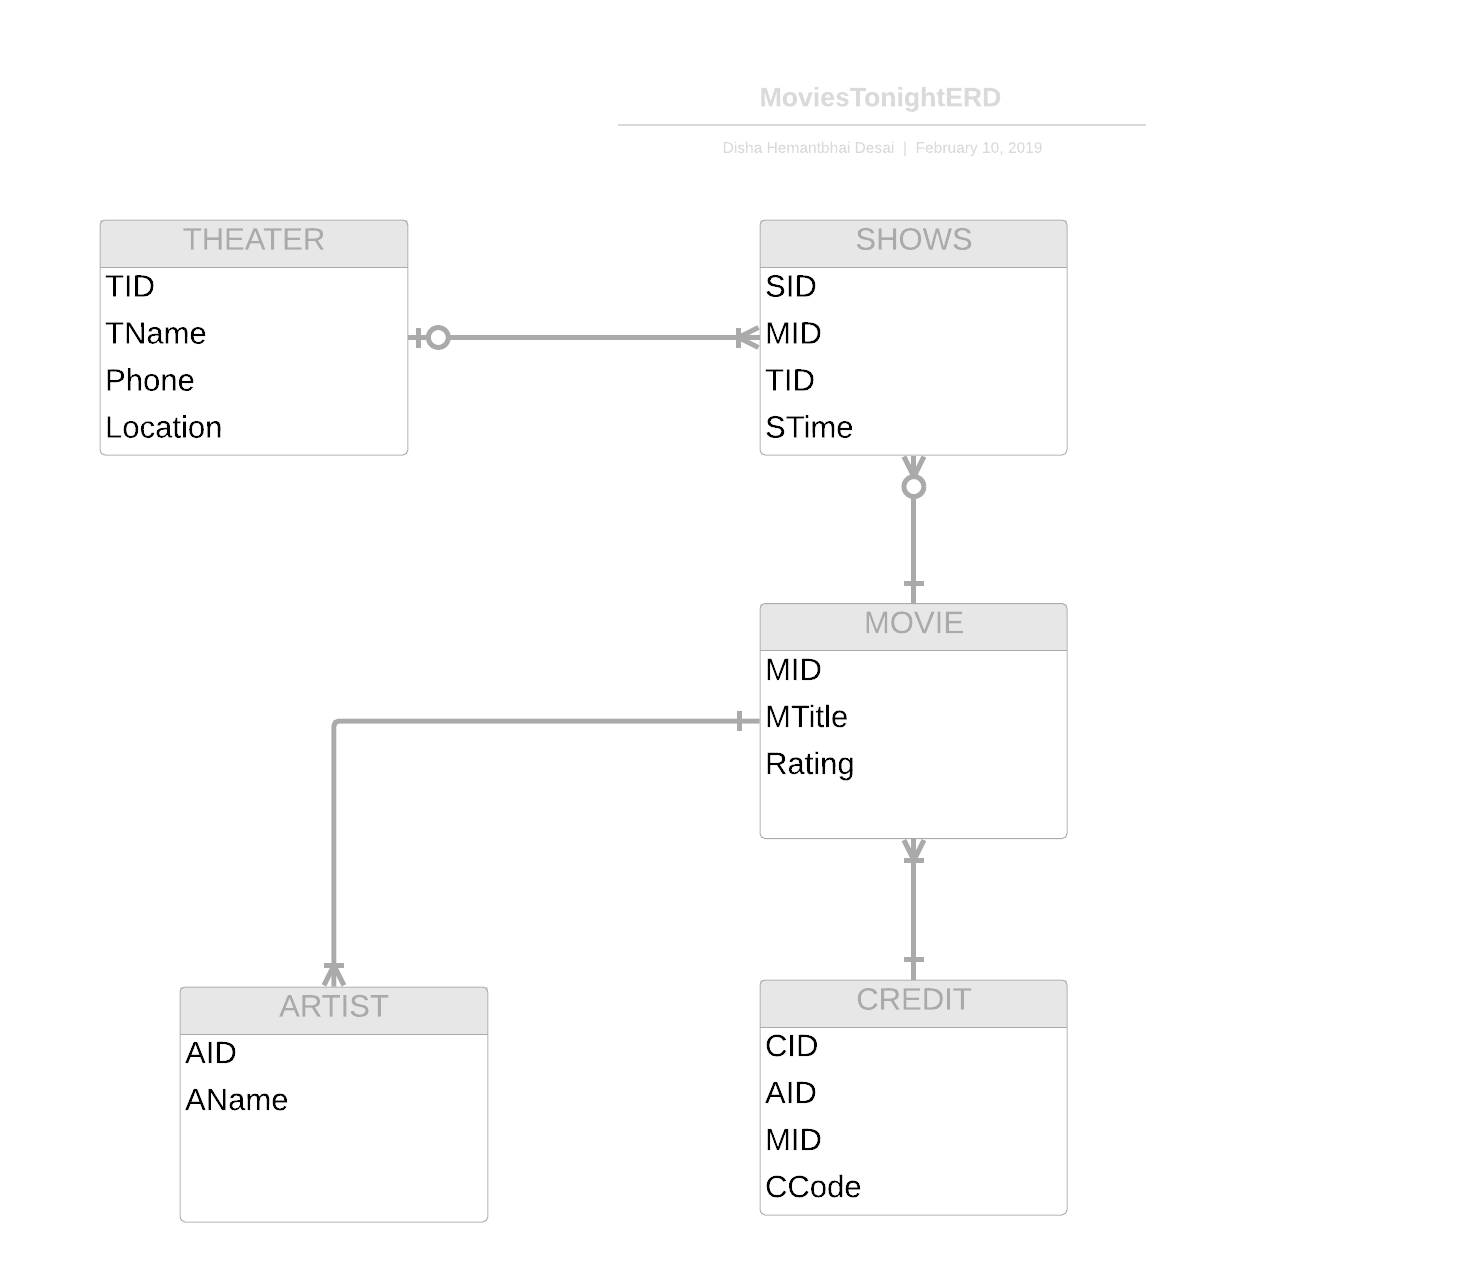 MoviesTonightERD
Disha Hemantbhai Desai | February 10, 2019
THEATER
TID
TName
Phone
Location
SHOWS
SID
MID
TID
STime
MOVIE
MID
MTitle
Rating
ARTIST
AID
AName
CREDIT
CID
AID
MID
CCode